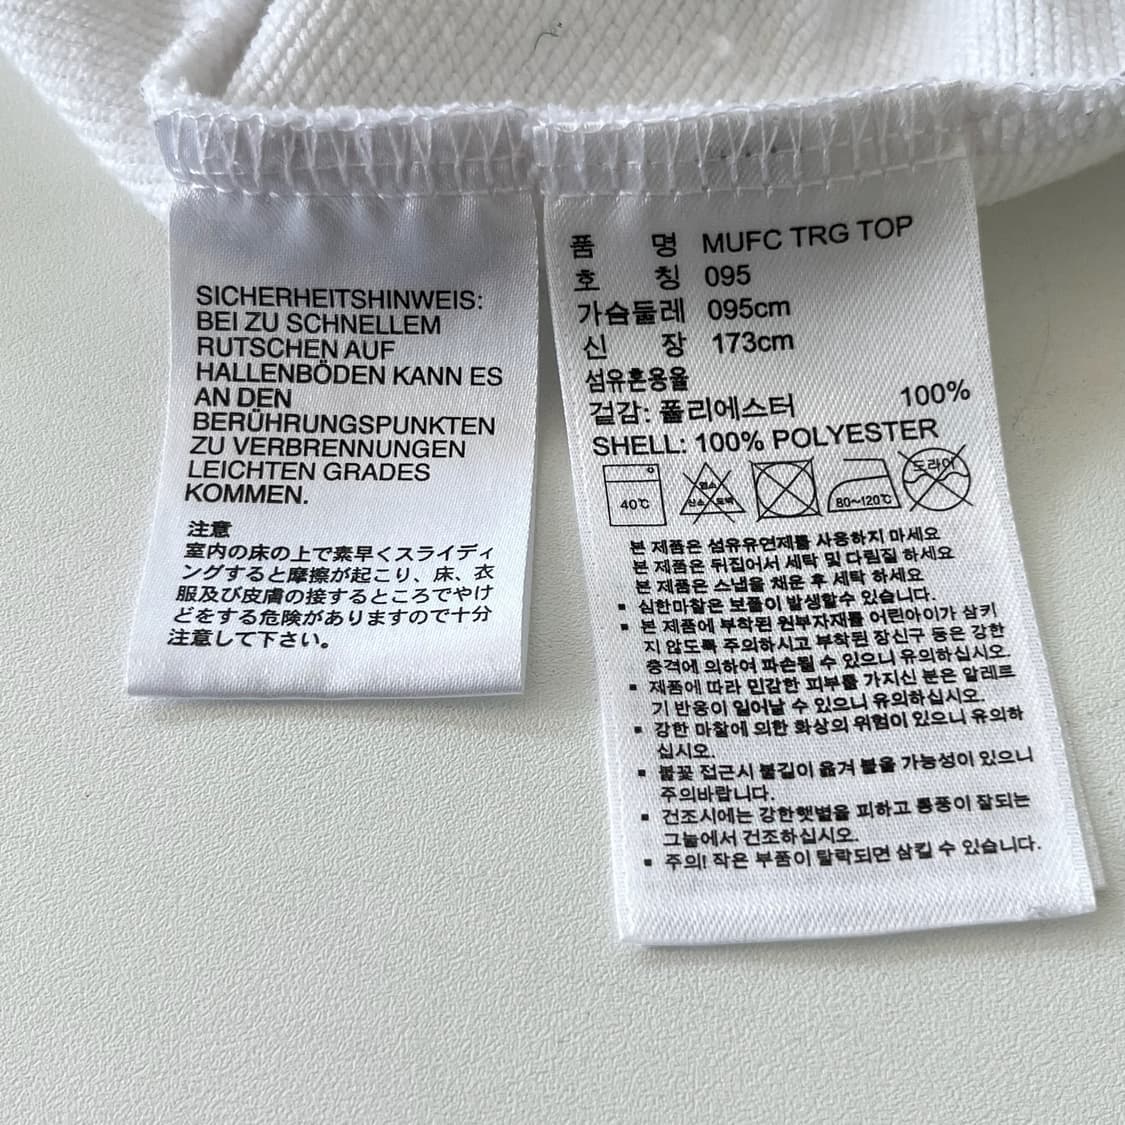 SICHERHEITSHINWEIS:
BEI ZU SCHNELLEM
RUTSCHEN AUF
HALLENBÖDEN KANN ES
AN DEN
BERÜHRUNGSPUNKTEN
ZU VERBRENNUNGEN
LEICHTEN GRADES
KOMMEN.
注意
室内の床の上で素早くスライディ
ングすると摩擦が起こり、床、衣
服及び皮膚の接するところでやけ
どをする危険がありますので十分
注意して下さい。
품 명 MUFC TRG TOP
호 칭 095
가슴둘레 095cm
신 장 173cm
섬유혼용율
겉감: 폴리에스터 100%
SHELL: 100% POLYESTER
40℃ 염소 산소 표백 80~120℃ 드라이
본 제품은 섬유유연제를 사용하지 마세요
본 제품은 뒤집어서 세탁 및 다림질 하세요
본 제품은 스냅을 채운 후 세탁 하세요
▪ 심한마찰은 보풀이 발생할수 있습니다.
▪ 본 제품에 부착된 원부자재를 어린아이가 삼키
지 않도록 주의하시고 부착된 장신구 등은 강한
충격에 의하여 파손될 수 있으니 유의하십시오.
▪ 제품에 따라 민감한 피부를 가지신 분은 알레르
기 반응이 일어날 수 있으니 유의하십시오.
▪ 강한 마찰에 의한 화상의 위험이 있으니 유의하
십시오.
▪ 불꽃 접근시 불길이 옮겨 붙을 가능성이 있으니
주의바랍니다.
▪ 건조시에는 강한햇볕을 피하고 통풍이 잘되는
그늘에서 건조하십시오.
▪ 주의! 작은 부품이 탈락되면 삼킬 수 있습니다.